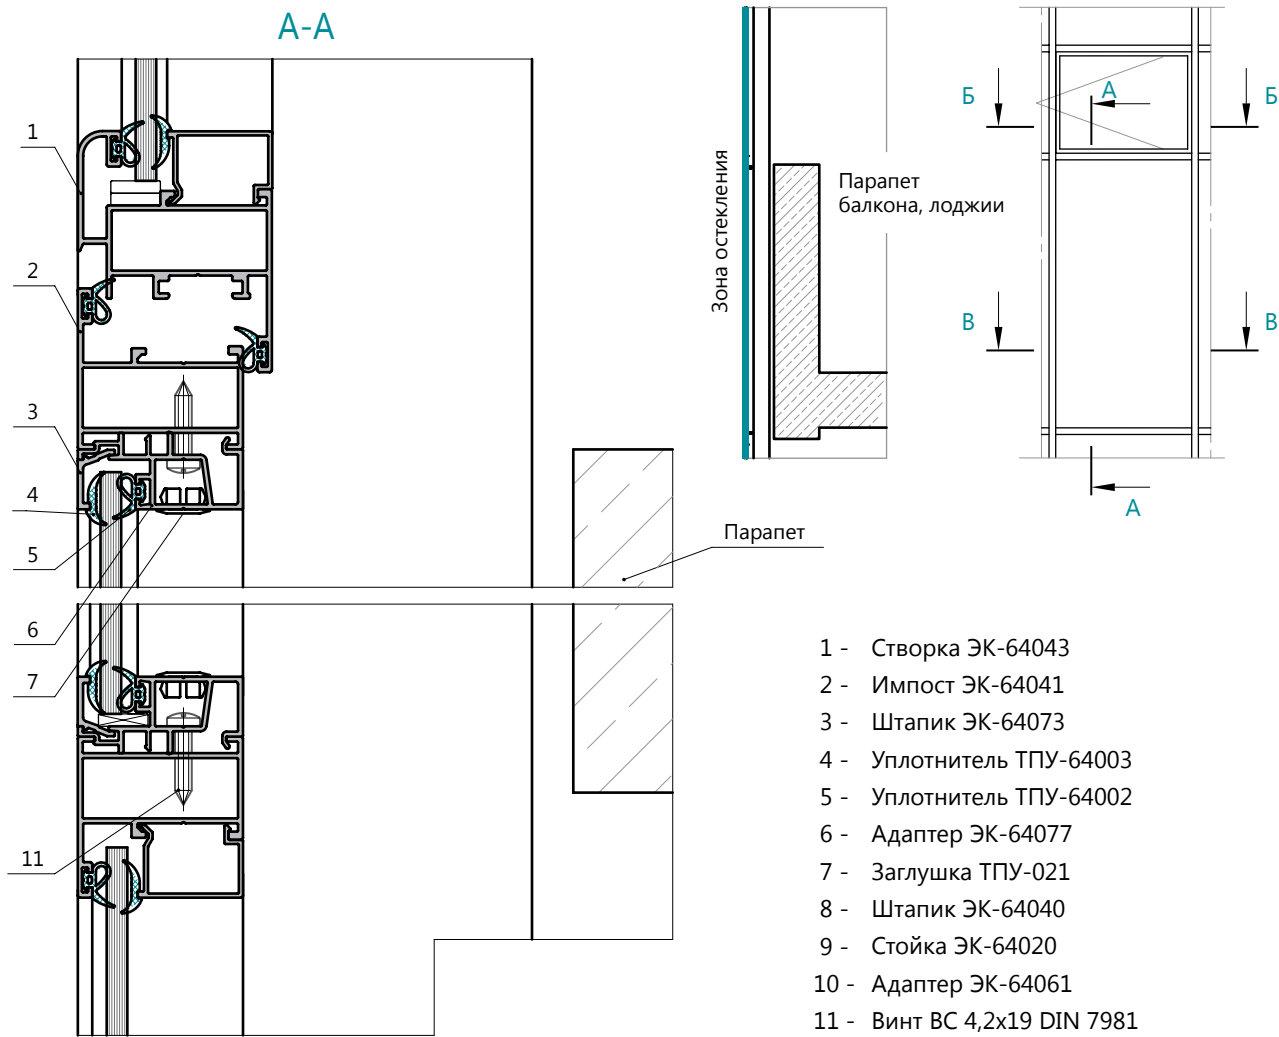 А-А
1
2
3
4
5
6
7
11
Парапет
Зона остекления
Парапет
балкона, лоджии
Б
А
Б
В
В
А
1 - Створка ЭК-64043
2 - Импост ЭК-64041
3 - Штапик ЭК-64073
4 - Уплотнитель ТПУ-64003
5 - Уплотнитель ТПУ-64002
6 - Адаптер ЭК-64077
7 - Заглушка ТПУ-021
8 - Штапик ЭК-64040
9 - Стойка ЭК-64020
10 - Адаптер ЭК-64061
11 - Винт ВС 4,2х19 DIN 7981